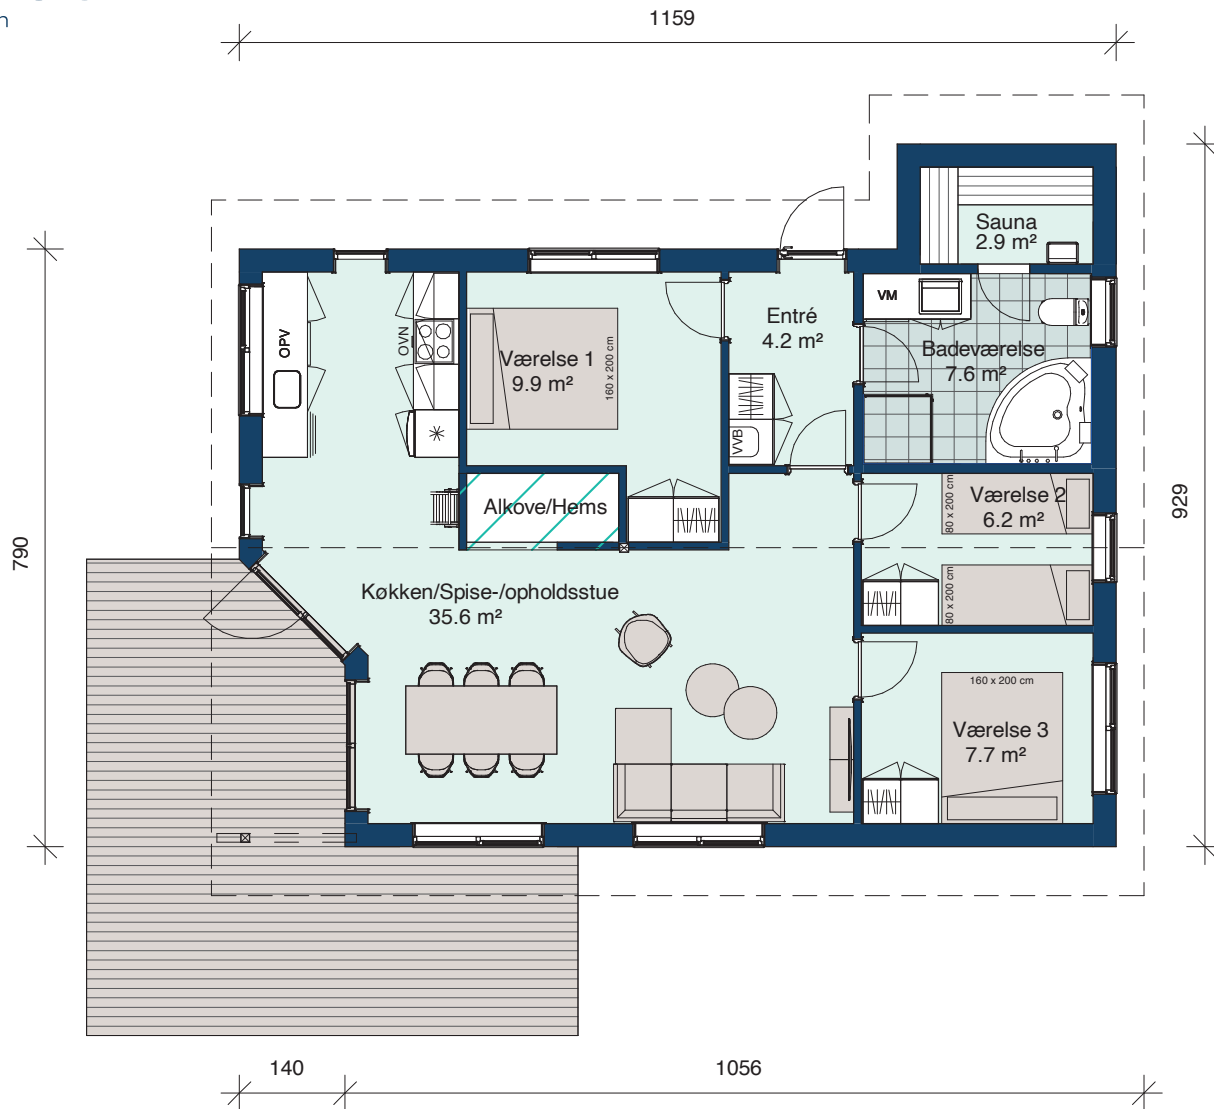 n
1159
Sauna
2.9 m²
VM
Entré
4.2 m²
OPV
OVN
Værelse 1
9.9 m²
160 x 200 cm
Badeværelse
7.6 m²
VVB
Alkove/Hems
80 x 200 cm
Værelse 2
6.2 m²
929
790
Køkken/Spise-/opholdsstue
35.6 m²
80 x 200 cm
160 x 200 cm
Værelse 3
7.7 m²
140
1056